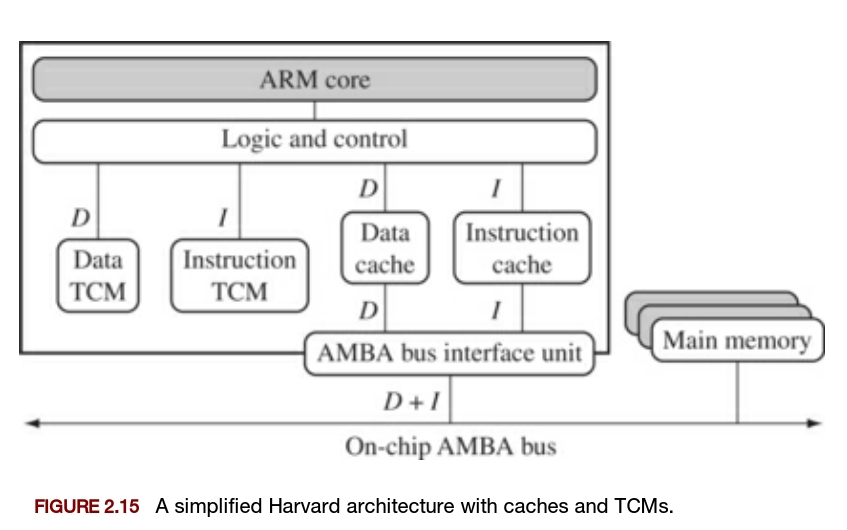 ARM core
Logic and control
D
I
D
I
Data
TCM
Instruction
TCM
Data
cache
Instruction
cache
D
I
AMBA bus interface unit
Main memory
D + I
On-chip AMBA bus
FIGURE 2.15 A simplified Harvard architecture with caches and TCMs.